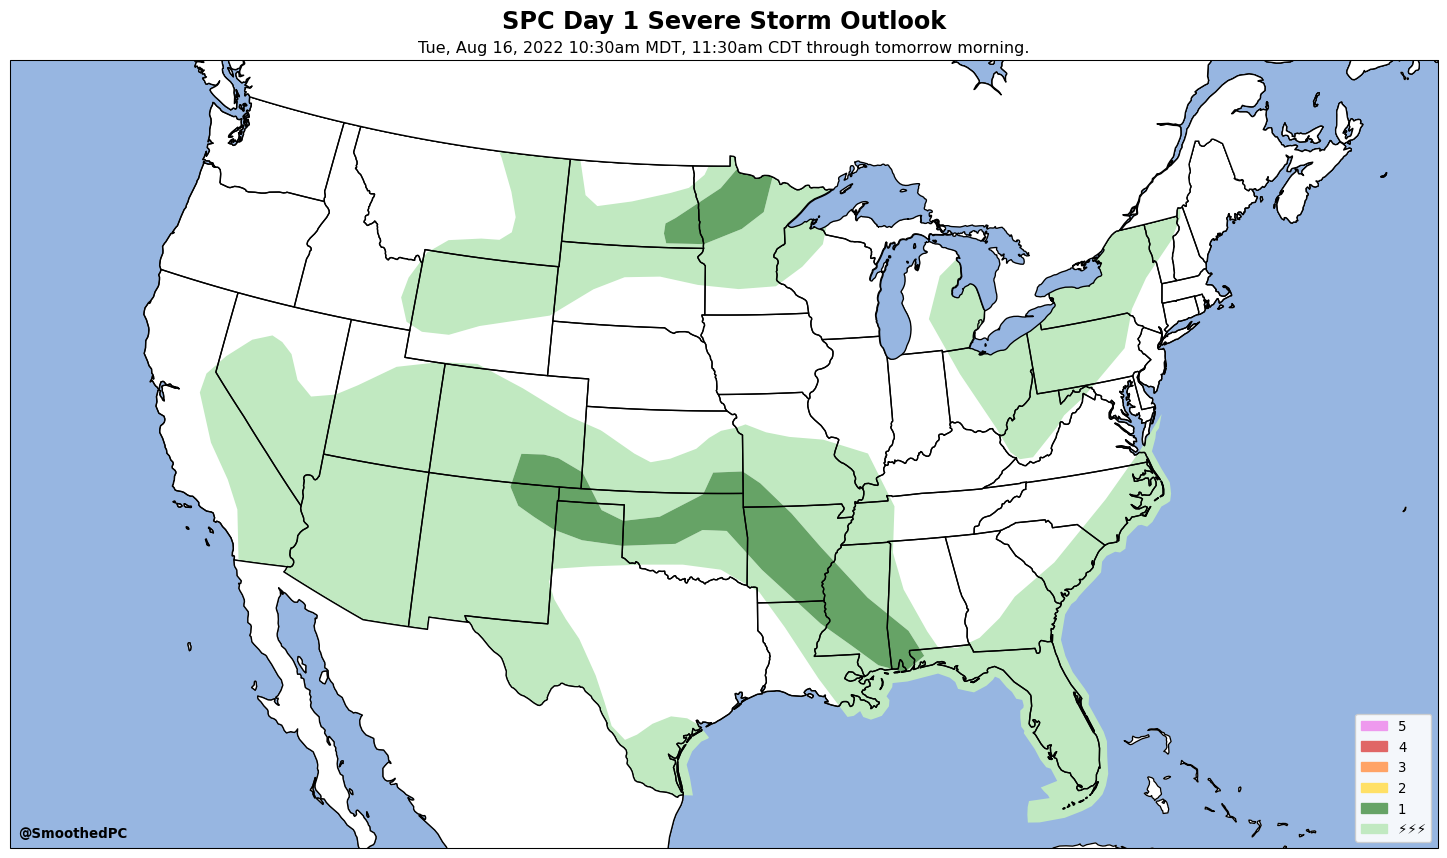 SPC Day 1 Severe Storm Outlook
Tue, Aug 16, 2022 10:30am MDT, 11:30am CDT through tomorrow morning.
5
4
3
2
1
⚡⚡⚡
@SmoothedPC